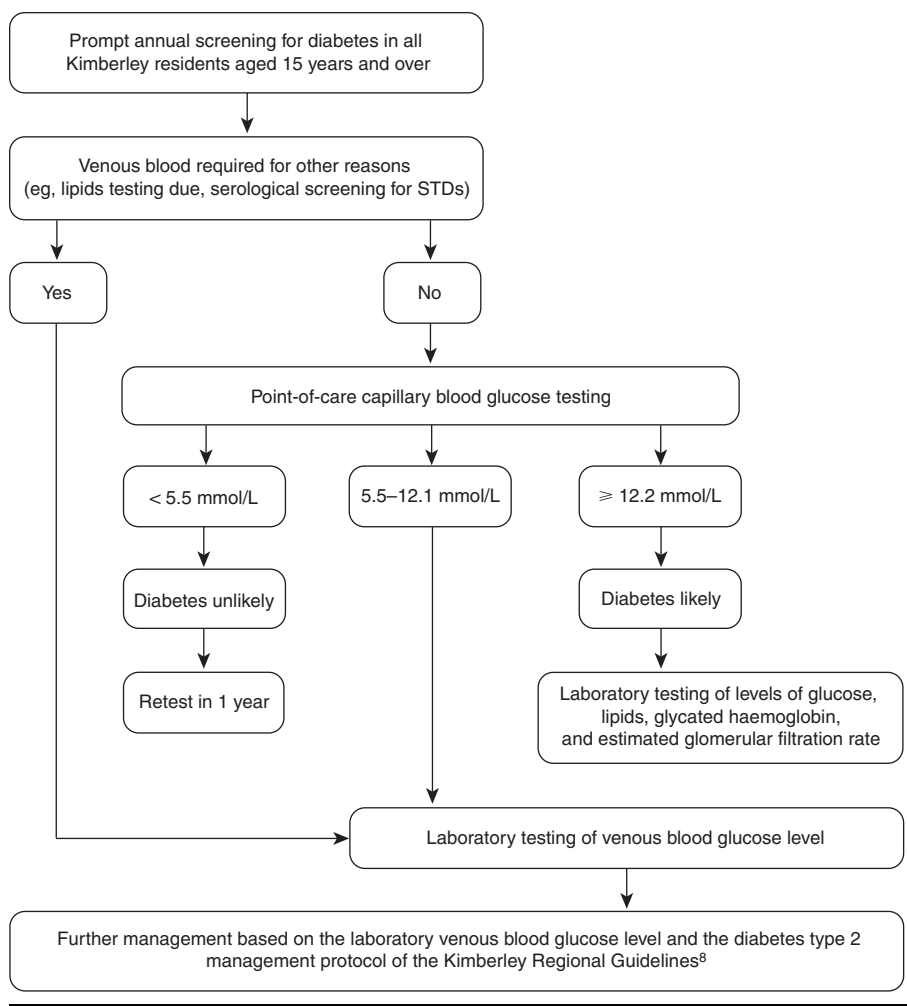 Prompt annual screening for diabetes in all
Kimberley residents aged 15 years and over
Venous blood required for other reasons
(eg, lipids testing due, serological screening for STDs)
Yes
No
Point-of-care capillary blood glucose testing
< 5.5 mmol/L
5.5–12.1 mmol/L
⩾ 12.2 mmol/L
Diabetes unlikely
Diabetes likely
Retest in 1 year
Laboratory testing of levels of glucose,
lipids, glycated haemoglobin,
and estimated glomerular filtration rate
Laboratory testing of venous blood glucose level
Further management based on the laboratory venous blood glucose level and the diabetes type 2
management protocol of the Kimberley Regional Guidelines⁸